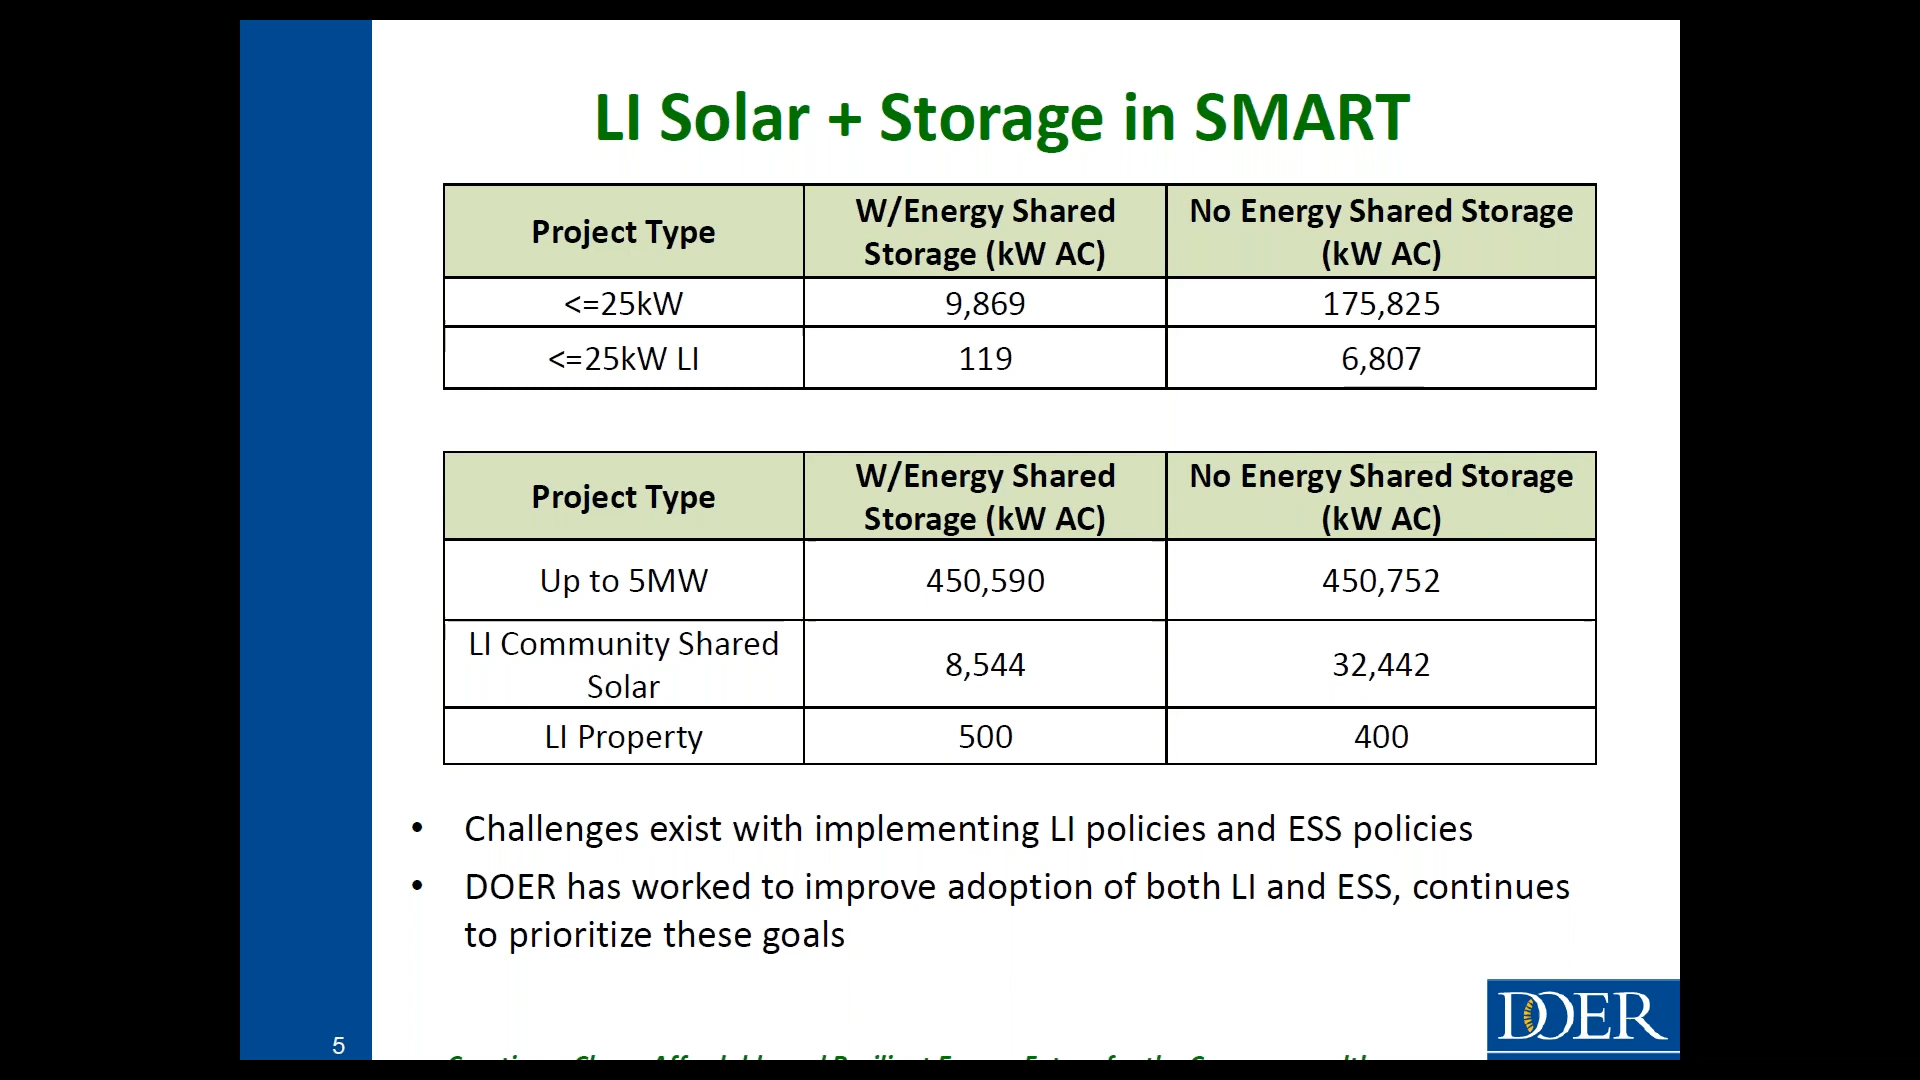 LI Solar + Storage in SMART
Project Type
W/Energy Shared
Storage (kW AC)
No Energy Shared Storage
(kW AC)
<=25kW
9,869
175,825
<=25kW LI
119
6,807
Project Type
W/Energy Shared
Storage (kW AC)
No Energy Shared Storage
(kW AC)
Up to 5MW
450,590
450,752
LI Community Shared
Solar
8,544
32,442
LI Property
500
400
• Challenges exist with implementing LI policies and ESS policies
• DOER has worked to improve adoption of both LI and ESS, continues
to prioritize these goals
DOER
5